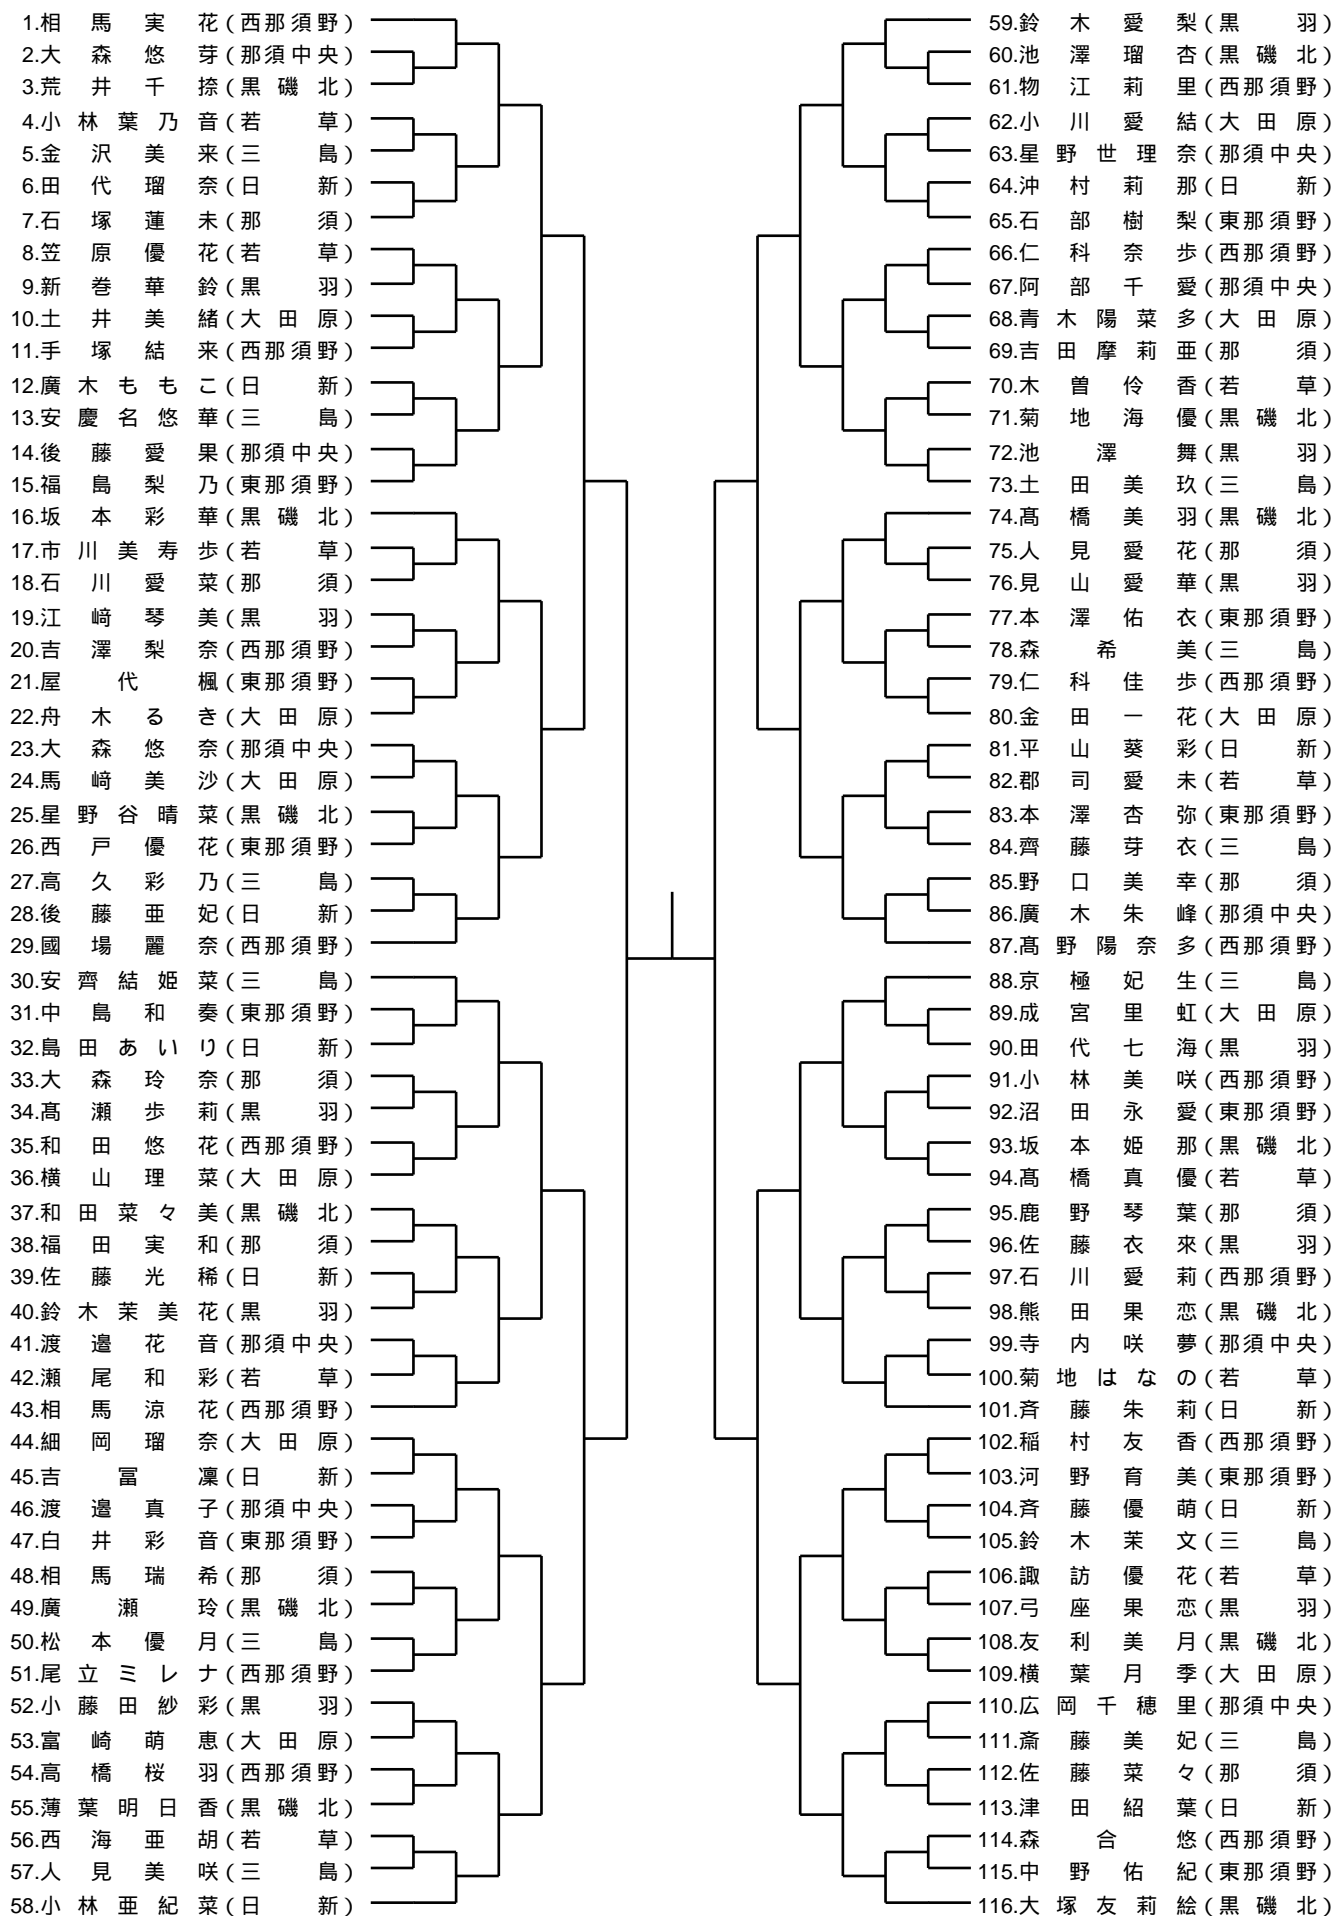 1.相馬実花(西那須野)
2.大森悠芽(那須中央)
3.荒井千捺(黒磯北)
4.小林葉乃音(若草)
5.金沢美来(三島)
6.田代瑠奈(日新)
7.石塚蓮未(那須)
8.笠原優花(若草)
9.新巻華鈴(黒羽)
10.土井美緒(大田原)
11.手塚結来(西那須野)
12.廣木ももこ(日新)
13.安慶名悠華(三島)
14.後藤愛果(那須中央)
15.福島梨乃(東那須野)
16.坂本彩華(黒磯北)
17.市川美寿歩(若草)
18.石川愛菜(那須)
19.江﨑琴美(黒羽)
20.吉澤梨奈(西那須野)
21.屋代楓(東那須野)
22.舟木るき(大田原)
23.大森悠奈(那須中央)
24.馬﨑美沙(大田原)
25.星野谷晴菜(黒磯北)
26.西戸優花(東那須野)
27.高久彩乃(三島)
28.後藤亜妃(日新)
29.國場麗奈(西那須野)
30.安齊結姫菜(三島)
31.中島和奏(東那須野)
32.島田あいり(日新)
33.大森玲奈(那須)
34.髙瀬歩莉(黒羽)
35.和田悠花(西那須野)
36.横山理菜(大田原)
37.和田菜々美(黒磯北)
38.福田実和(那須)
39.佐藤光稀(日新)
40.鈴木茉美花(黒羽)
41.渡邉花音(那須中央)
42.瀬尾和彩(若草)
43.相馬涼花(西那須野)
44.細岡瑠奈(大田原)
45.吉冨凜(日新)
46.渡邉真子(那須中央)
47.白井彩音(東那須野)
48.相馬瑞希(那須)
49.廣瀬玲(黒磯北)
50.松本優月(三島)
51.尾立ミレナ(西那須野)
52.小藤田紗彩(黒羽)
53.富崎萌恵(大田原)
54.高橋桜羽(西那須野)
55.薄葉明日香(黒磯北)
56.西海亜胡(若草)
57.人見美咲(三島)
58.小林亜紀菜(日新)
59.鈴木愛梨(黒羽)
60.池澤瑠杏(黒磯北)
61.物江莉里(西那須野)
62.小川愛結(大田原)
63.星野世理奈(那須中央)
64.沖村莉那(日新)
65.石部樹梨(東那須野)
66.仁科奈歩(西那須野)
67.阿部千愛(那須中央)
68.青木陽菜多(大田原)
69.吉田摩莉亜(那須)
70.木曽伶香(若草)
71.菊地海優(黒磯北)
72.池澤舞(黒羽)
73.土田美玖(三島)
74.髙橋美羽(黒磯北)
75.人見愛花(那須)
76.見山愛華(黒羽)
77.本澤佑衣(東那須野)
78.森希美(三島)
79.仁科佳歩(西那須野)
80.金田一花(大田原)
81.平山葵彩(日新)
82.郡司愛未(若草)
83.本澤杏弥(東那須野)
84.齊藤芽衣(三島)
85.野口美幸(那須)
86.廣木朱峰(那須中央)
87.髙野陽奈多(西那須野)
88.京極妃生(三島)
89.成宮里虹(大田原)
90.田代七海(黒羽)
91.小林美咲(西那須野)
92.沼田永愛(東那須野)
93.坂本姫那(黒磯北)
94.髙橋真優(若草)
95.鹿野琴葉(那須)
96.佐藤衣來(黒羽)
97.石川愛莉(西那須野)
98.熊田果恋(黒磯北)
99.寺内咲夢(那須中央)
100.菊地はなの(若草)
101.斉藤朱莉(日新)
102.稲村友香(西那須野)
103.河野育美(東那須野)
104.斉藤優萌(日新)
105.鈴木茉文(三島)
106.諏訪優花(若草)
107.弓座果恋(黒羽)
108.友利美月(黒磯北)
109.横葉月季(大田原)
110.広岡千穂里(那須中央)
111.斎藤美妃(三島)
112.佐藤菜々(那須)
113.津田紹葉(日新)
114.森合悠(西那須野)
115.中野佑紀(東那須野)
116.大塚友莉絵(黒磯北)